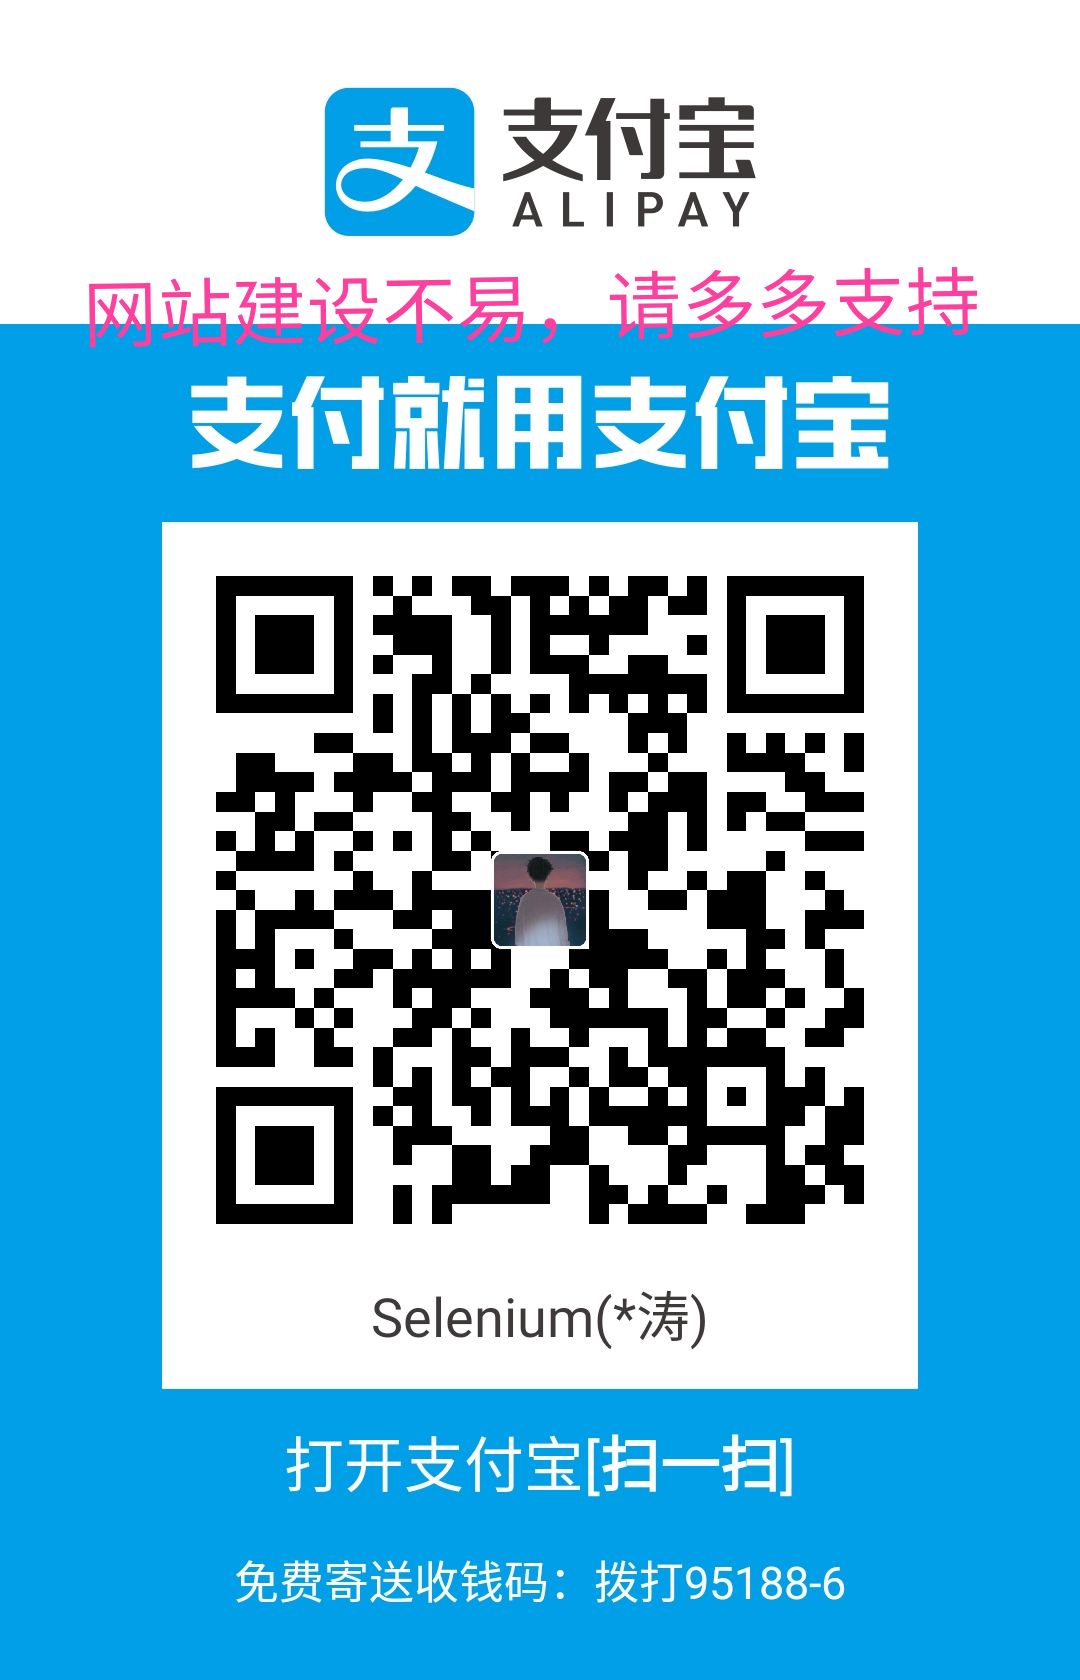 支
支付宝
ALIPAY
网站建设不易，请多多支持
支付就用支付宝
Selenium(*涛)
打开支付宝[扫一扫]
免费寄送收钱码：拨打95188-6